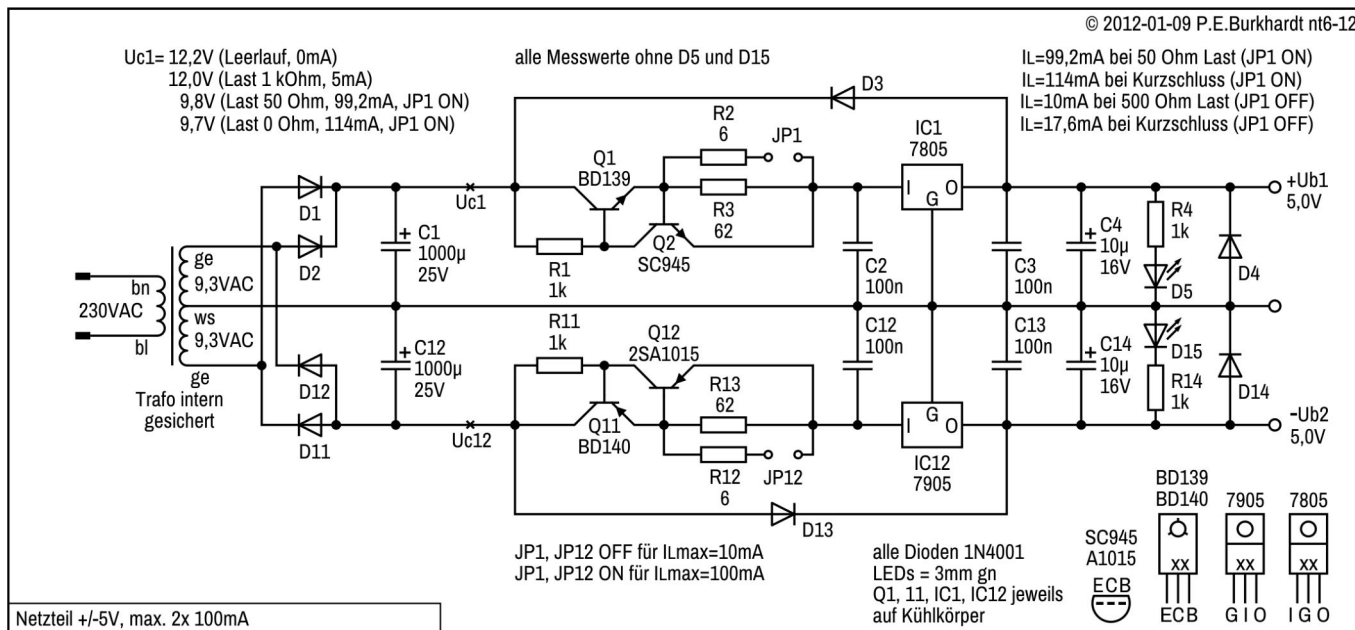 © 2012-01-09 P.E.Burkhardt nt6-12
Uc1= 12,2V (Leerlauf, 0mA)
12,0V (Last 1 kOhm, 5mA)
9,8V (Last 50 Ohm, 99,2mA, JP1 ON)
9,7V (Last 0 Ohm, 114mA, JP1 ON)
alle Messwerte ohne D5 und D15
IL=99,2mA bei 50 Ohm Last (JP1 ON)
IL=114mA bei Kurzschluss (JP1 ON)
IL=10mA bei 500 Ohm Last (JP1 OFF)
IL=17,6mA bei Kurzschluss (JP1 OFF)
D3
R2
6
JP1
IC1
7805
Q1
BD139
I
G
O
+Ub1
5,0V
D1
Uc1
R3
62
R4
1k
D2
+
C1
1000µ
25V
R1
1k
Q2
SC945
C2
100n
C3
100n
+
C4
10µ
16V
D5
D4
bn
230VAC
bl
ge
9,3VAC
ws
9,3VAC
ge
Trafo intern
gesichert
D12
D11
+
C12
1000µ
25V
Uc12
R11
1k
Q12
2SA1015
Q11
BD140
R13
62
R12
6
JP12
C12
100n
C13
100n
+
C14
10µ
16V
D15
R14
1k
D14
I
G
O
IC12
7905
-Ub2
5,0V
D13
JP1, JP12 OFF für ILmax=10mA
JP1, JP12 ON für ILmax=100mA
alle Dioden 1N4001
LEDs = 3mm gn
Q1, 11, IC1, IC12 jeweils
auf Kühlkörper
SC945
A1015
ECB
BD139
BD140
xx
ECB
7905
xx
G I O
7805
xx
I G O
Netzteil +/-5V, max. 2x 100mA